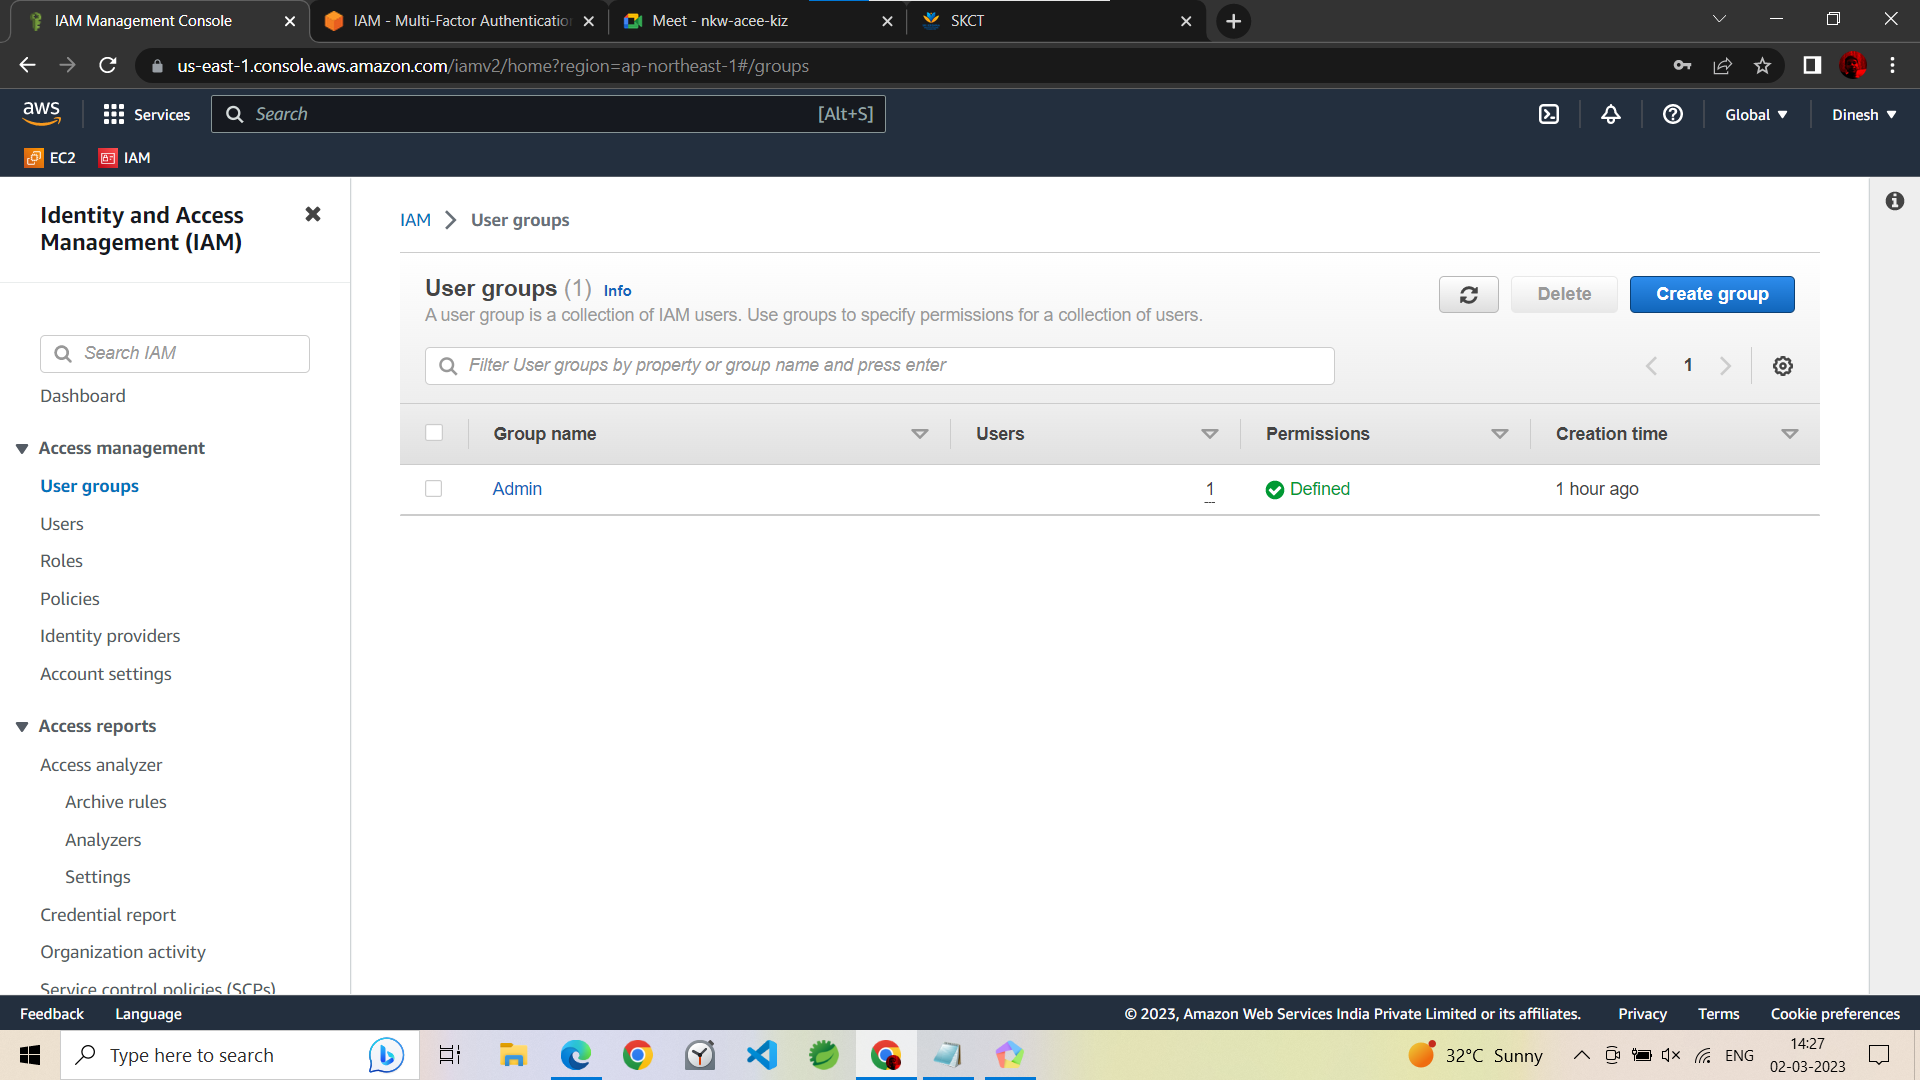 IAM Management Console
IAM - Multi-Factor Authentication
Meet - nkw-acee-kiz
SKCT
us-east-1.console.aws.amazon.com/iamv2/home?region=ap-northeast-1#/groups
aws
Services
Search
[Alt+S]
Global
Dinesh
EC2
IAM
Identity and Access
Management (IAM)
Search IAM
Dashboard
Access management
User groups
Users
Roles
Policies
Identity providers
Account settings
Access reports
Access analyzer
Archive rules
Analyzers
Settings
Credential report
Organization activity
Service control policies (SCPs)
IAM > User groups
User groups (1) Info
A user group is a collection of IAM users. Use groups to specify permissions for a collection of users.
Delete
Create group
Filter User groups by property or group name and press enter
1
Group name Users Permissions Creation time
Admin 1 Defined 1 hour ago
Feedback Language © 2023, Amazon Web Services India Private Limited or its affiliates. Privacy Terms Cookie preferences
Type here to search
32°C Sunny
ENG
14:27
02-03-2023